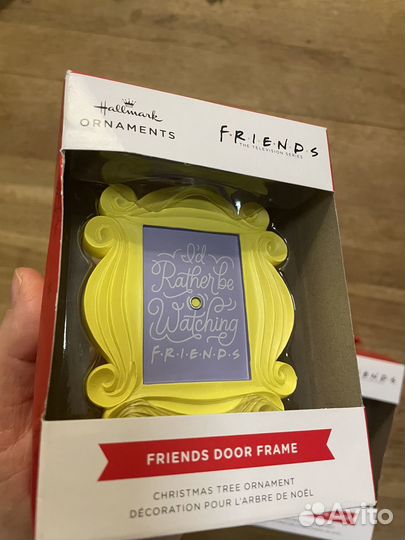 Hallmark
ORNAMENTS
F·R·I·E·N·D·S
THE TELEVISION SERIES
I'd
Rather be
Watching
F·R·I·E·N·D·S
FRIENDS DOOR FRAME
CHRISTMAS TREE ORNAMENT
DÉCORATION POUR L'ARBRE DE NOËL
Avito